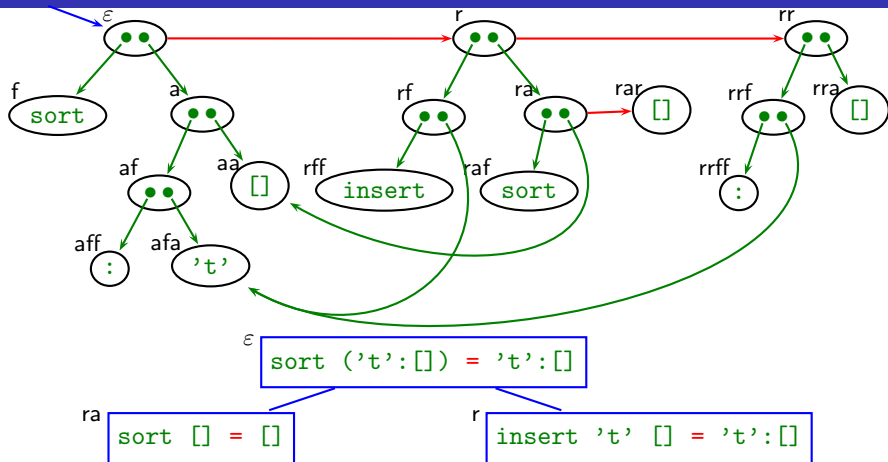 ε r rr
f sort a rf ra rar [] rrf rra []
af aa [] rff insert raf sort rrff :
aff : afa 't'
ε sort ('t':[]) = 't':[]
ra sort [] = [] r insert 't' [] = 't':[]